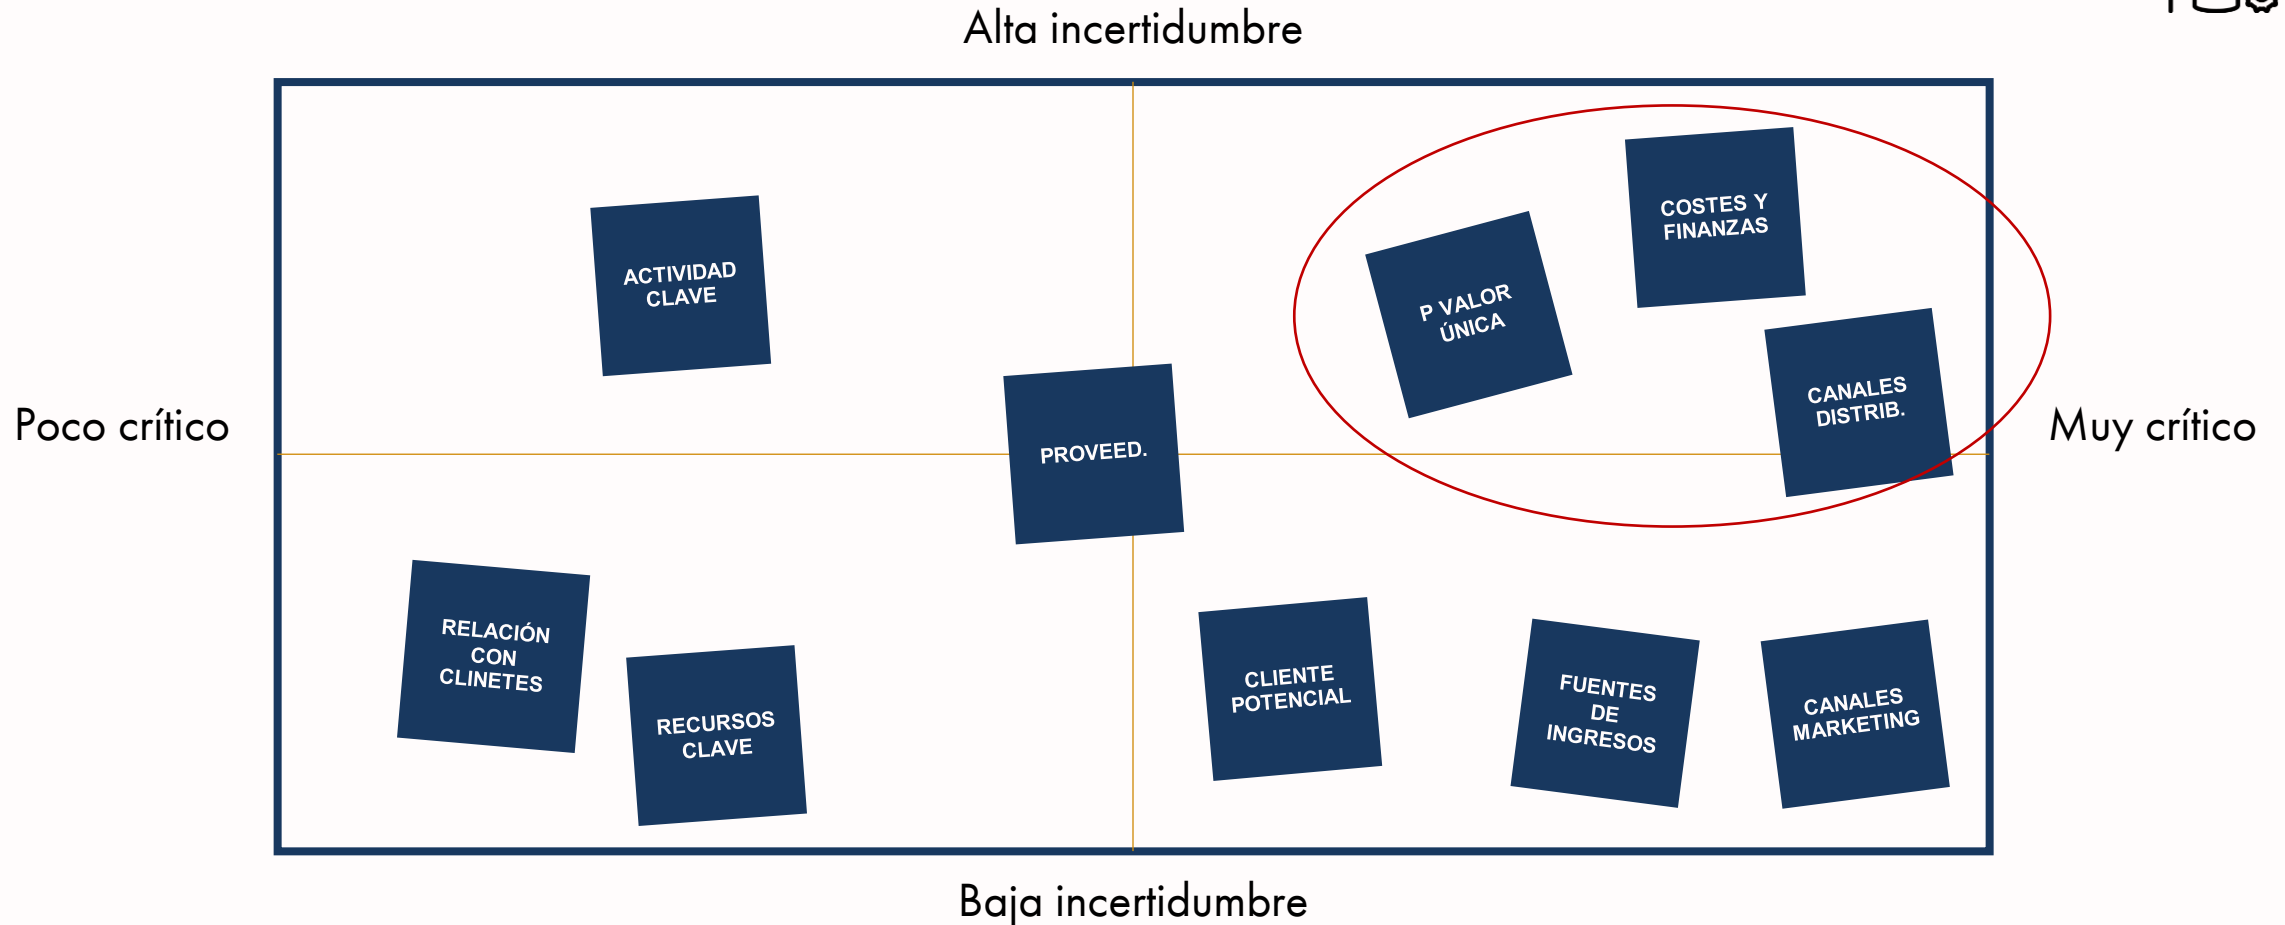 Alta incertidumbre
COSTES Y
FINANZAS
ACTIVIDAD
CLAVE
P VALOR
ÚNICA
CANALES
DISTRIB.
Poco crítico
Muy crítico
PROVEED.
RELACIÓN
CON
CLINETES
RECURSOS
CLAVE
CLIENTE
POTENCIAL
FUENTES
DE
INGRESOS
CANALES
MARKETING
Baja incertidumbre